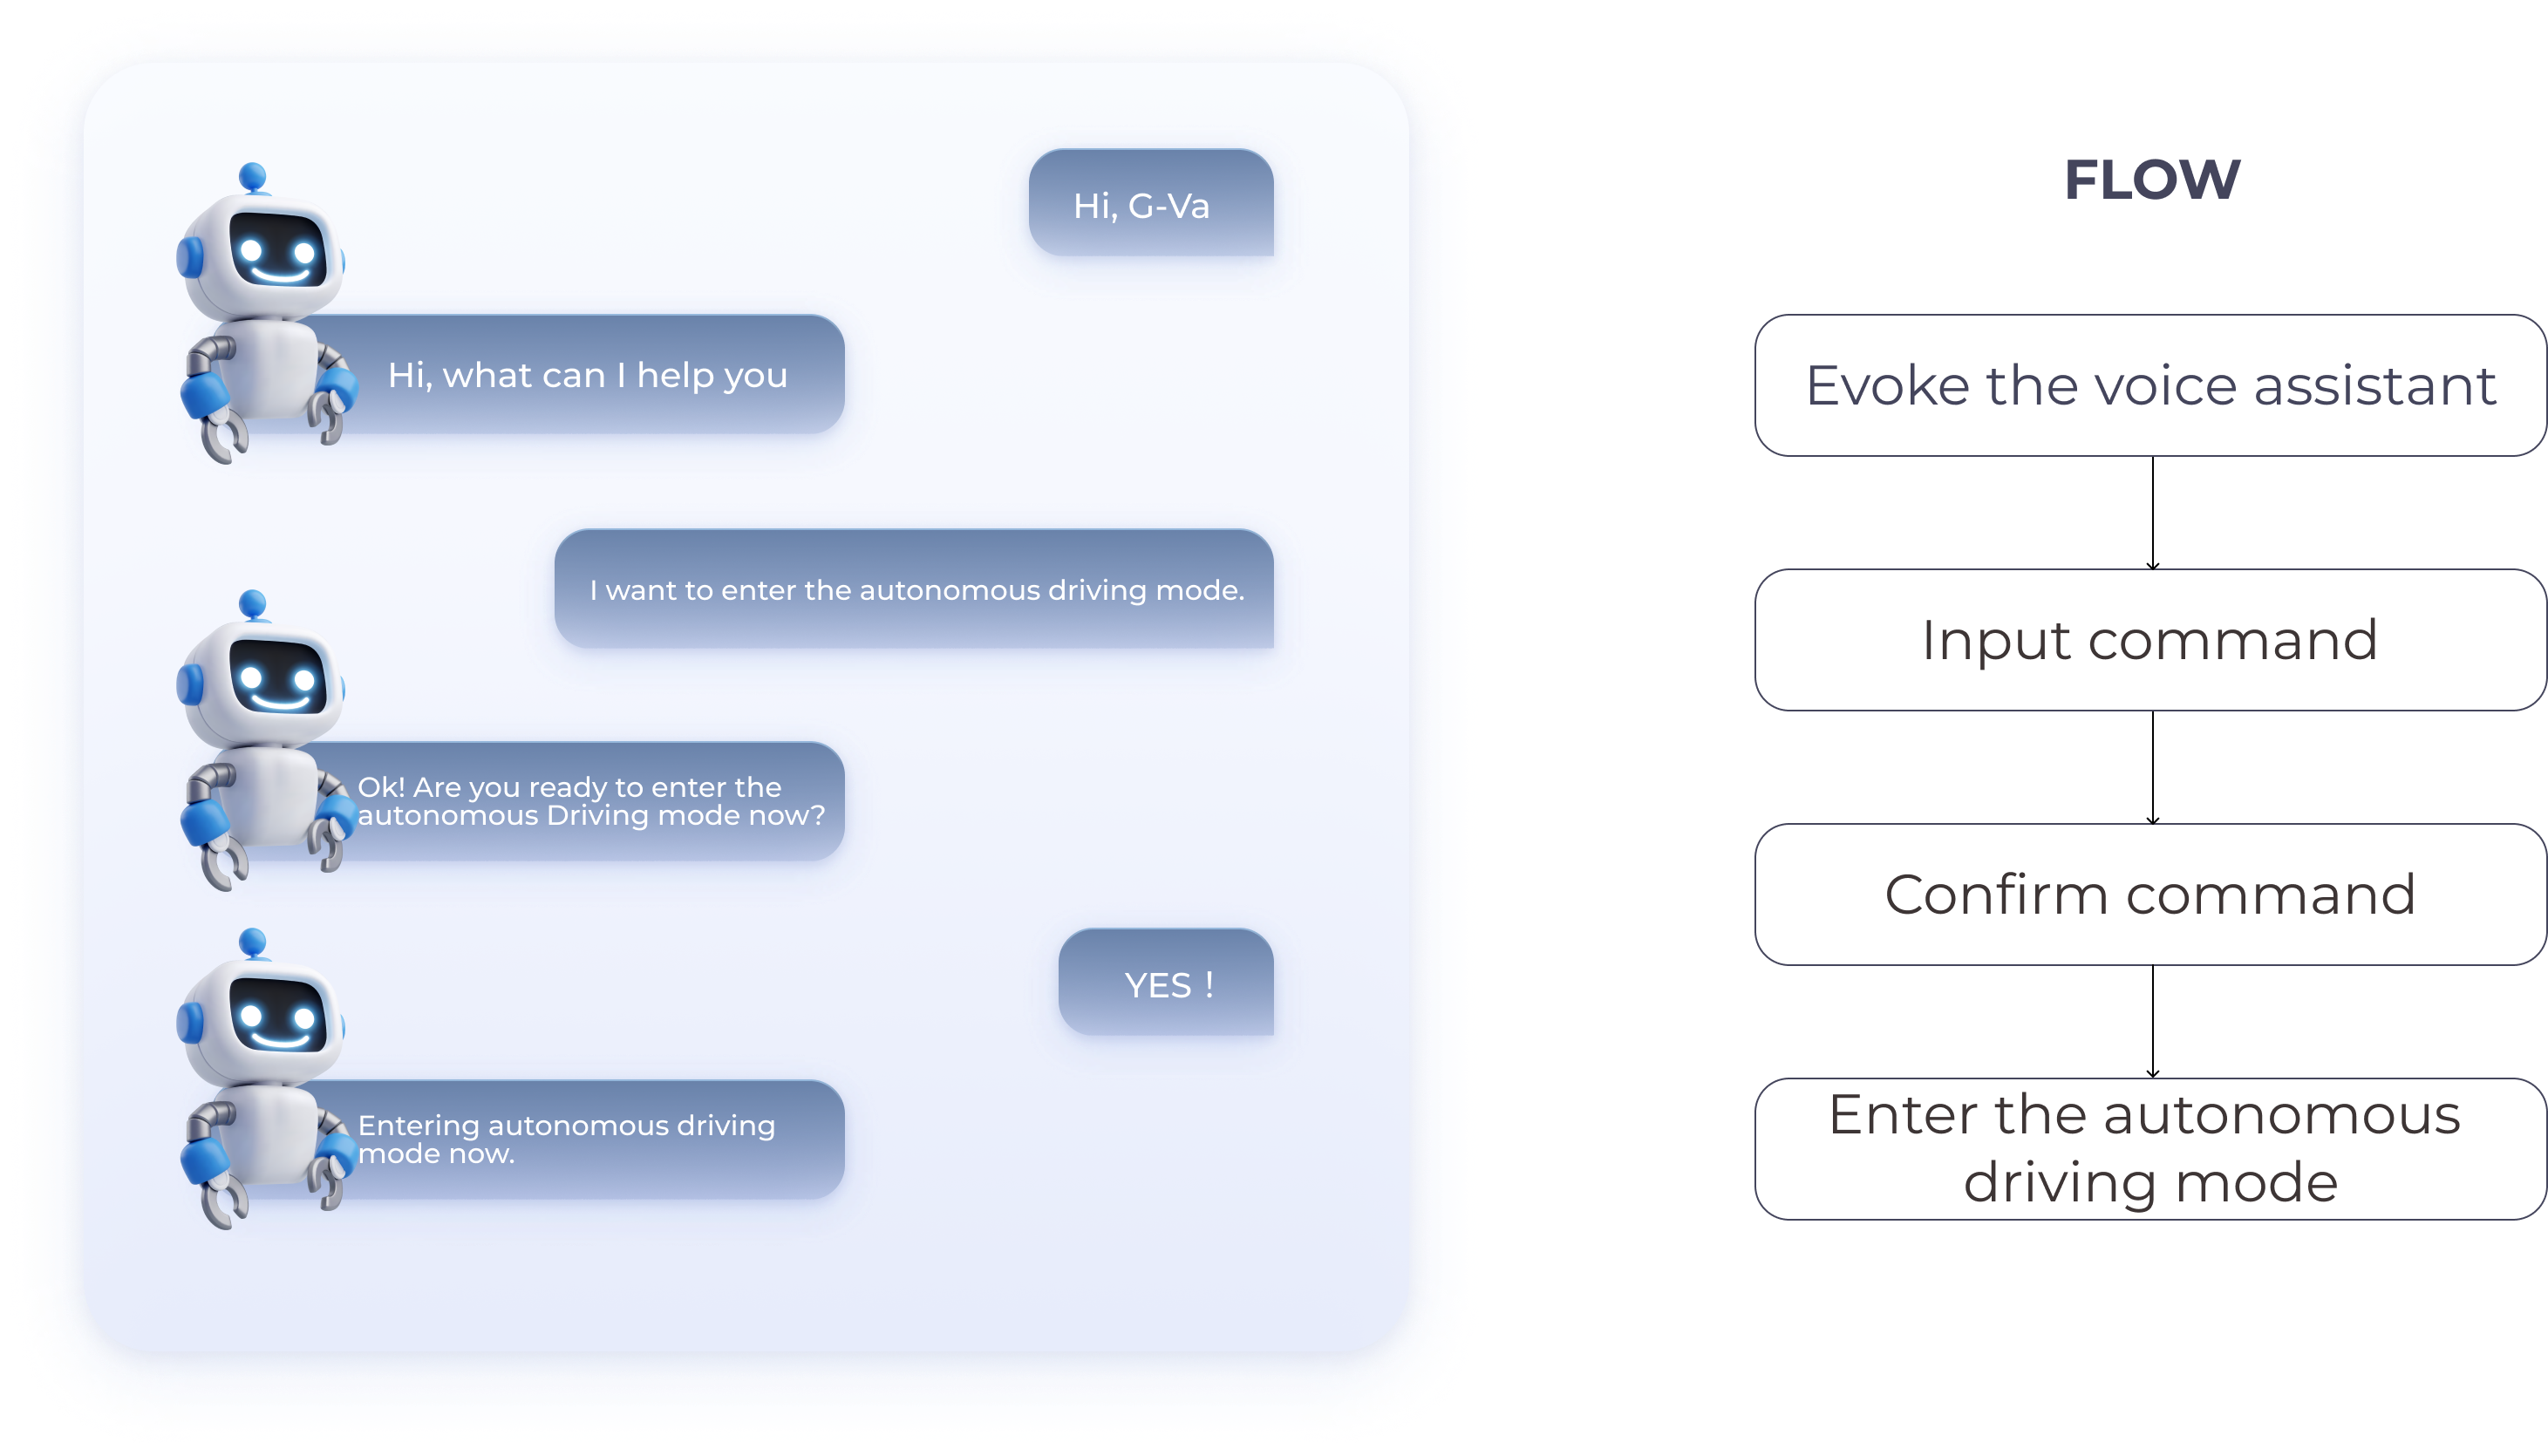 Hi, G-Va
Hi, what can I help you
I want to enter the autonomous driving mode.
Ok! Are you ready to enter the
autonomous Driving mode now?
YES！
Entering autonomous driving
mode now.
FLOW
Evoke the voice assistant
Input command
Confirm command
Enter the autonomous
driving mode